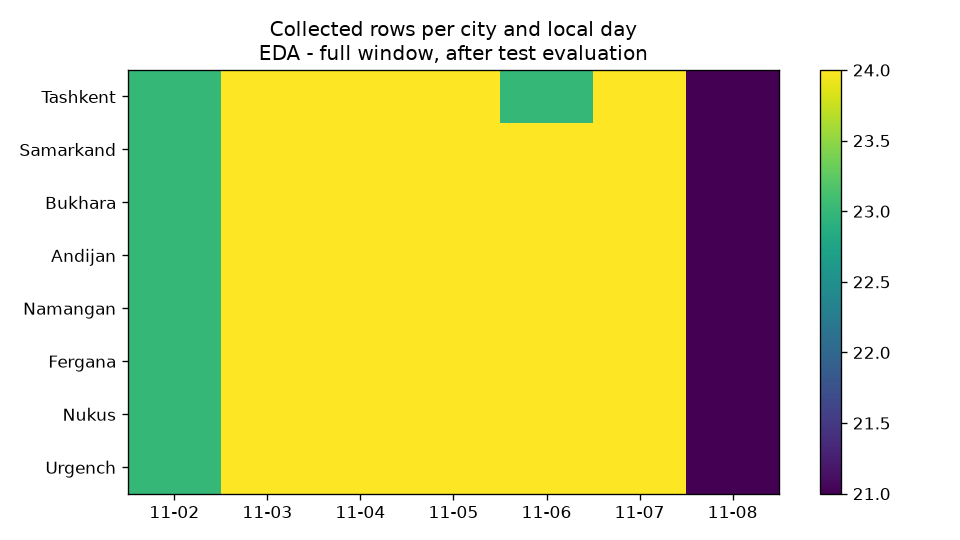 Collected rows per city and local day
EDA - full window, after test evaluation
Tashkent
Samarkand
Bukhara
Andijan
Namangan
Fergana
Nukus
Urgench
11-02
11-03
11-04
11-05
11-06
11-07
11-08
24.0
23.5
23.0
22.5
22.0
21.5
21.0